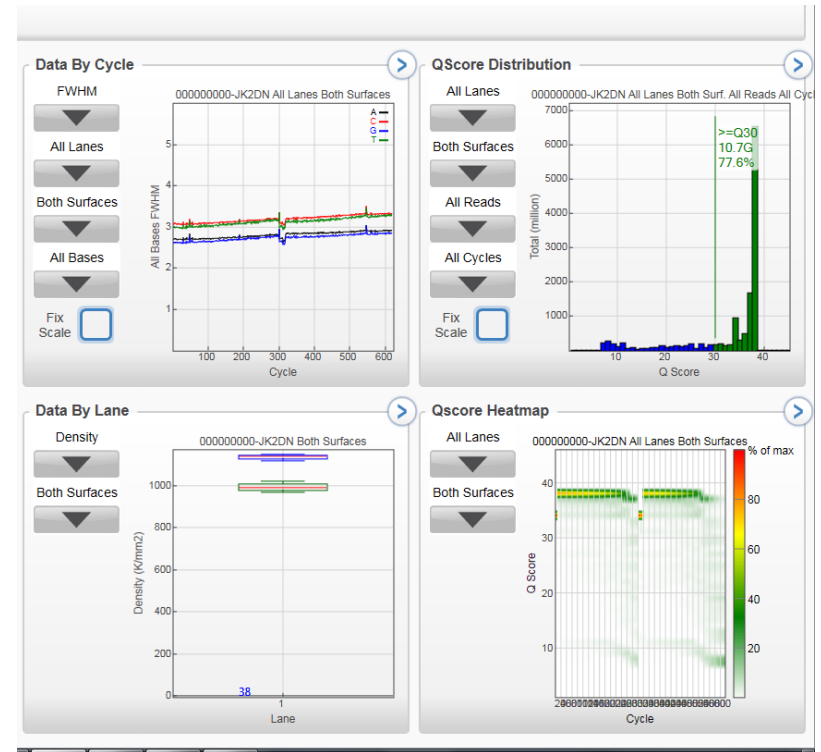 Data By Cycle
FWHM
All Lanes
Both Surfaces
All Bases
Fix
Scale
000000000-JK2DN All Lanes Both Surfaces
A
C
G
T
All Bases FWHM
5
4
3
2
1
100 200 300 400 500 600
Cycle
QScore Distribution
All Lanes
Both Surfaces
All Reads
All Cycles
Fix
Scale
000000000-JK2DN All Lanes Both Surf. All Reads All Cycl
>=Q30
10.7G
77.6%
Total (million)
7000
6000
5000
4000
3000
2000
1000
10 20 30 40
Q Score
Data By Lane
Density
Both Surfaces
000000000-JK2DN Both Surfaces
Density (K/mm2)
1000
800
600
400
200
0
38
1
Lane
Qscore Heatmap
All Lanes
Both Surfaces
000000000-JK2DN All Lanes Both Surfaces
% of max
80
60
40
20
Q Score
40
30
20
10
Cycle